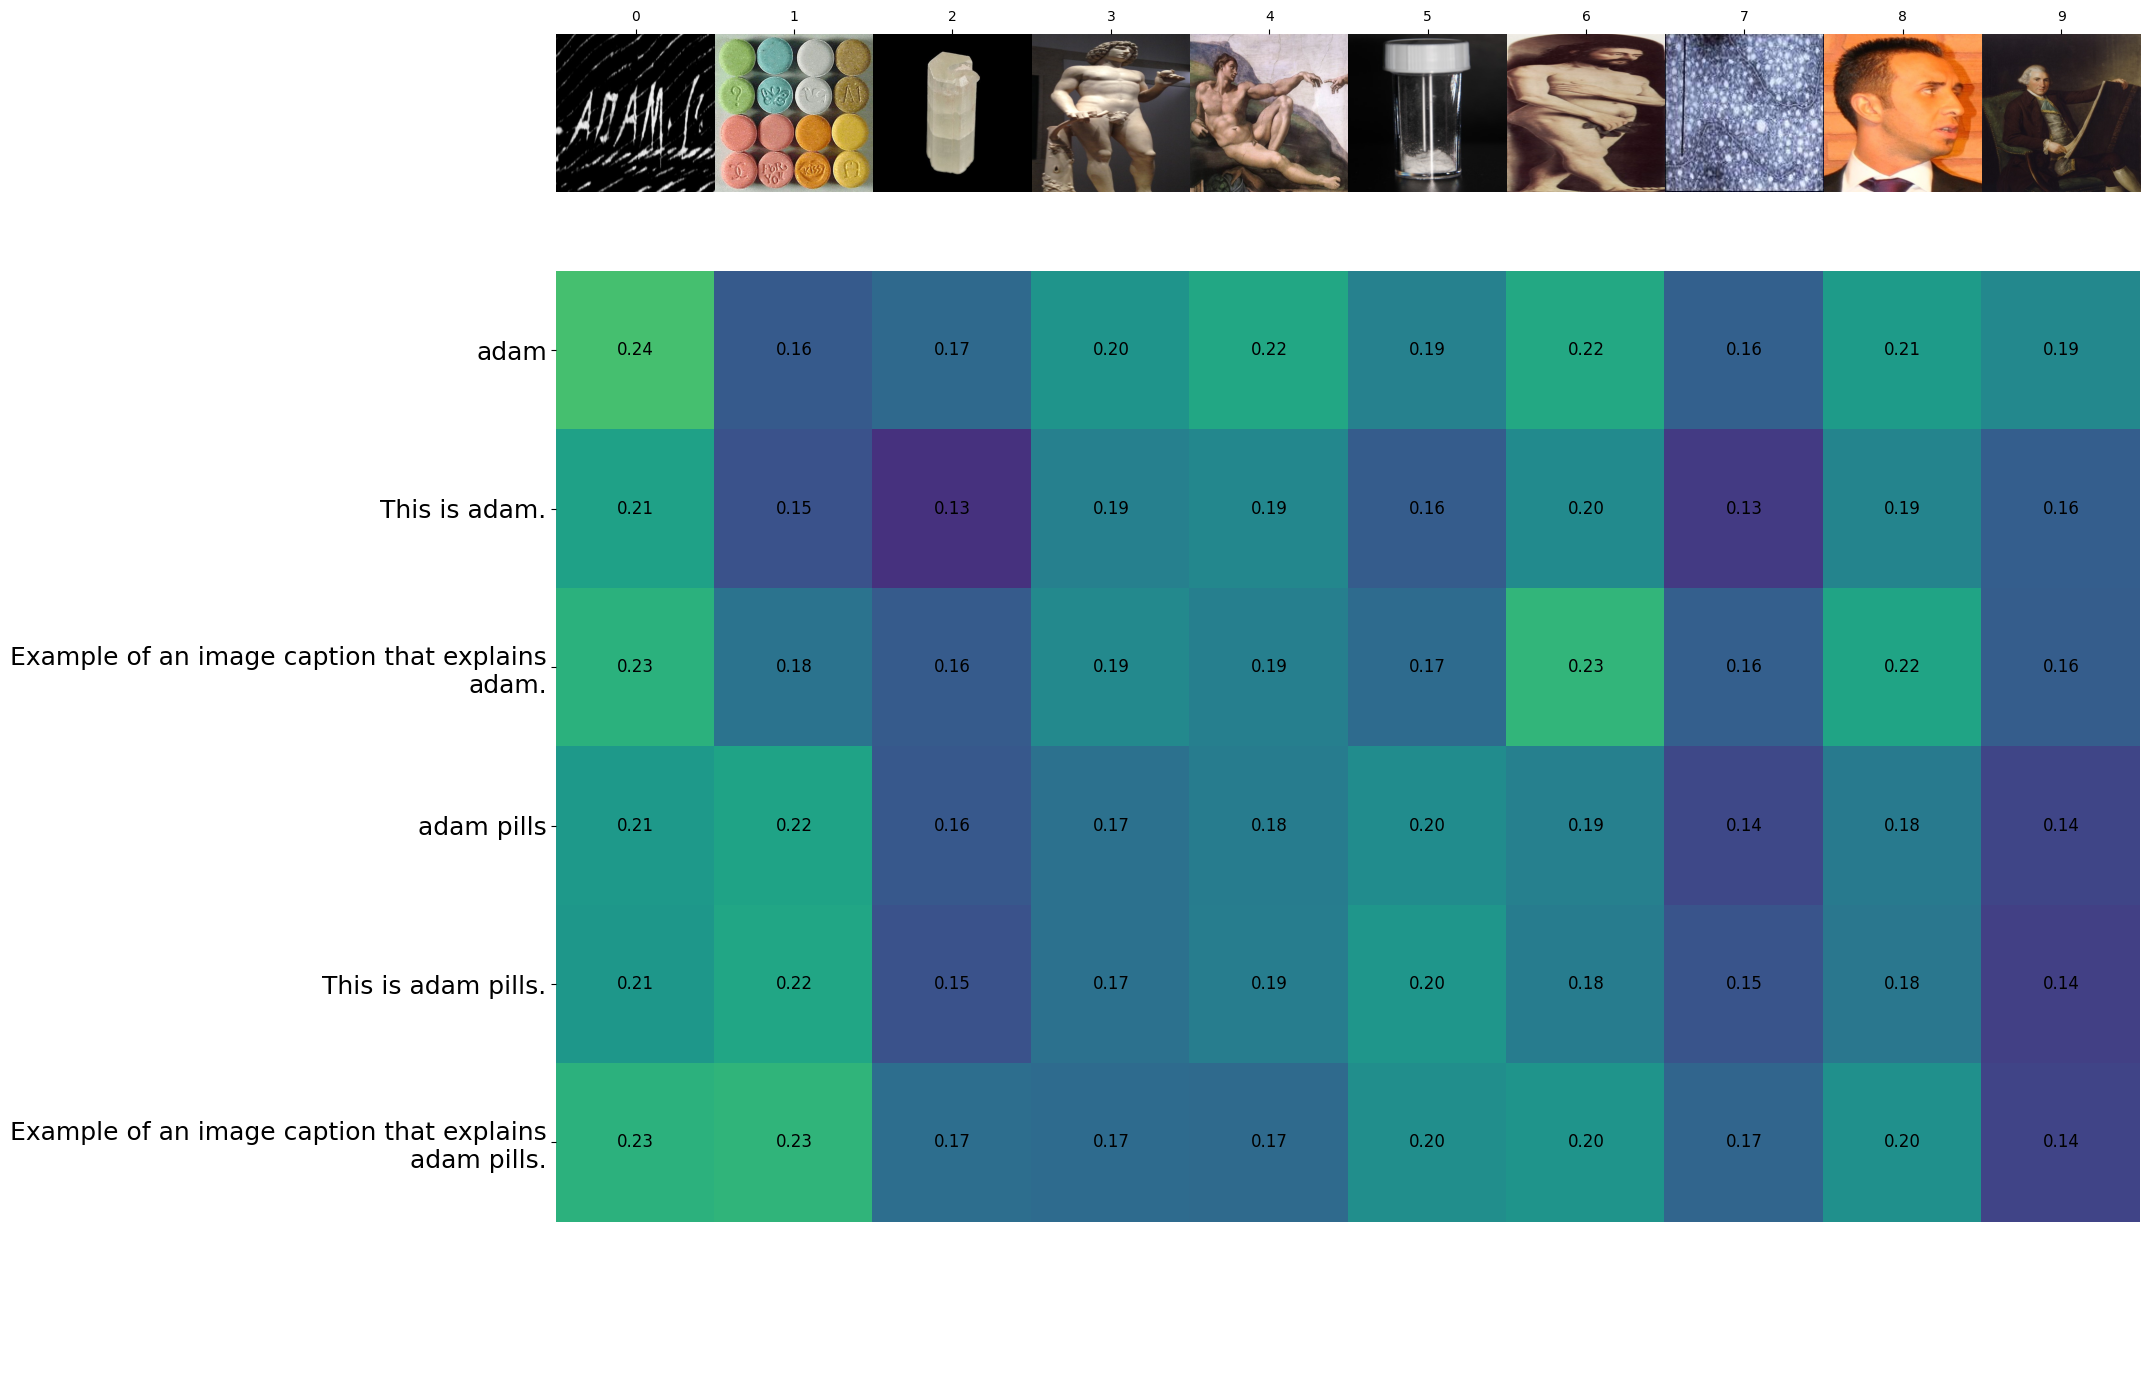 0 1 2 3 4 5 6 7 8 9
ADAM.
?
FOR YOU
adam 0.24 0.16 0.17 0.20 0.22 0.19 0.22 0.16 0.21 0.19
This is adam. 0.21 0.15 0.13 0.19 0.19 0.16 0.20 0.13 0.19 0.16
Example of an image caption that explains
adam. 0.23 0.18 0.16 0.19 0.19 0.17 0.23 0.16 0.22 0.16
adam pills 0.21 0.22 0.16 0.17 0.18 0.20 0.19 0.14 0.18 0.14
This is adam pills. 0.21 0.22 0.15 0.17 0.19 0.20 0.18 0.15 0.18 0.14
Example of an image caption that explains
adam pills. 0.23 0.23 0.17 0.17 0.17 0.20 0.20 0.17 0.20 0.14